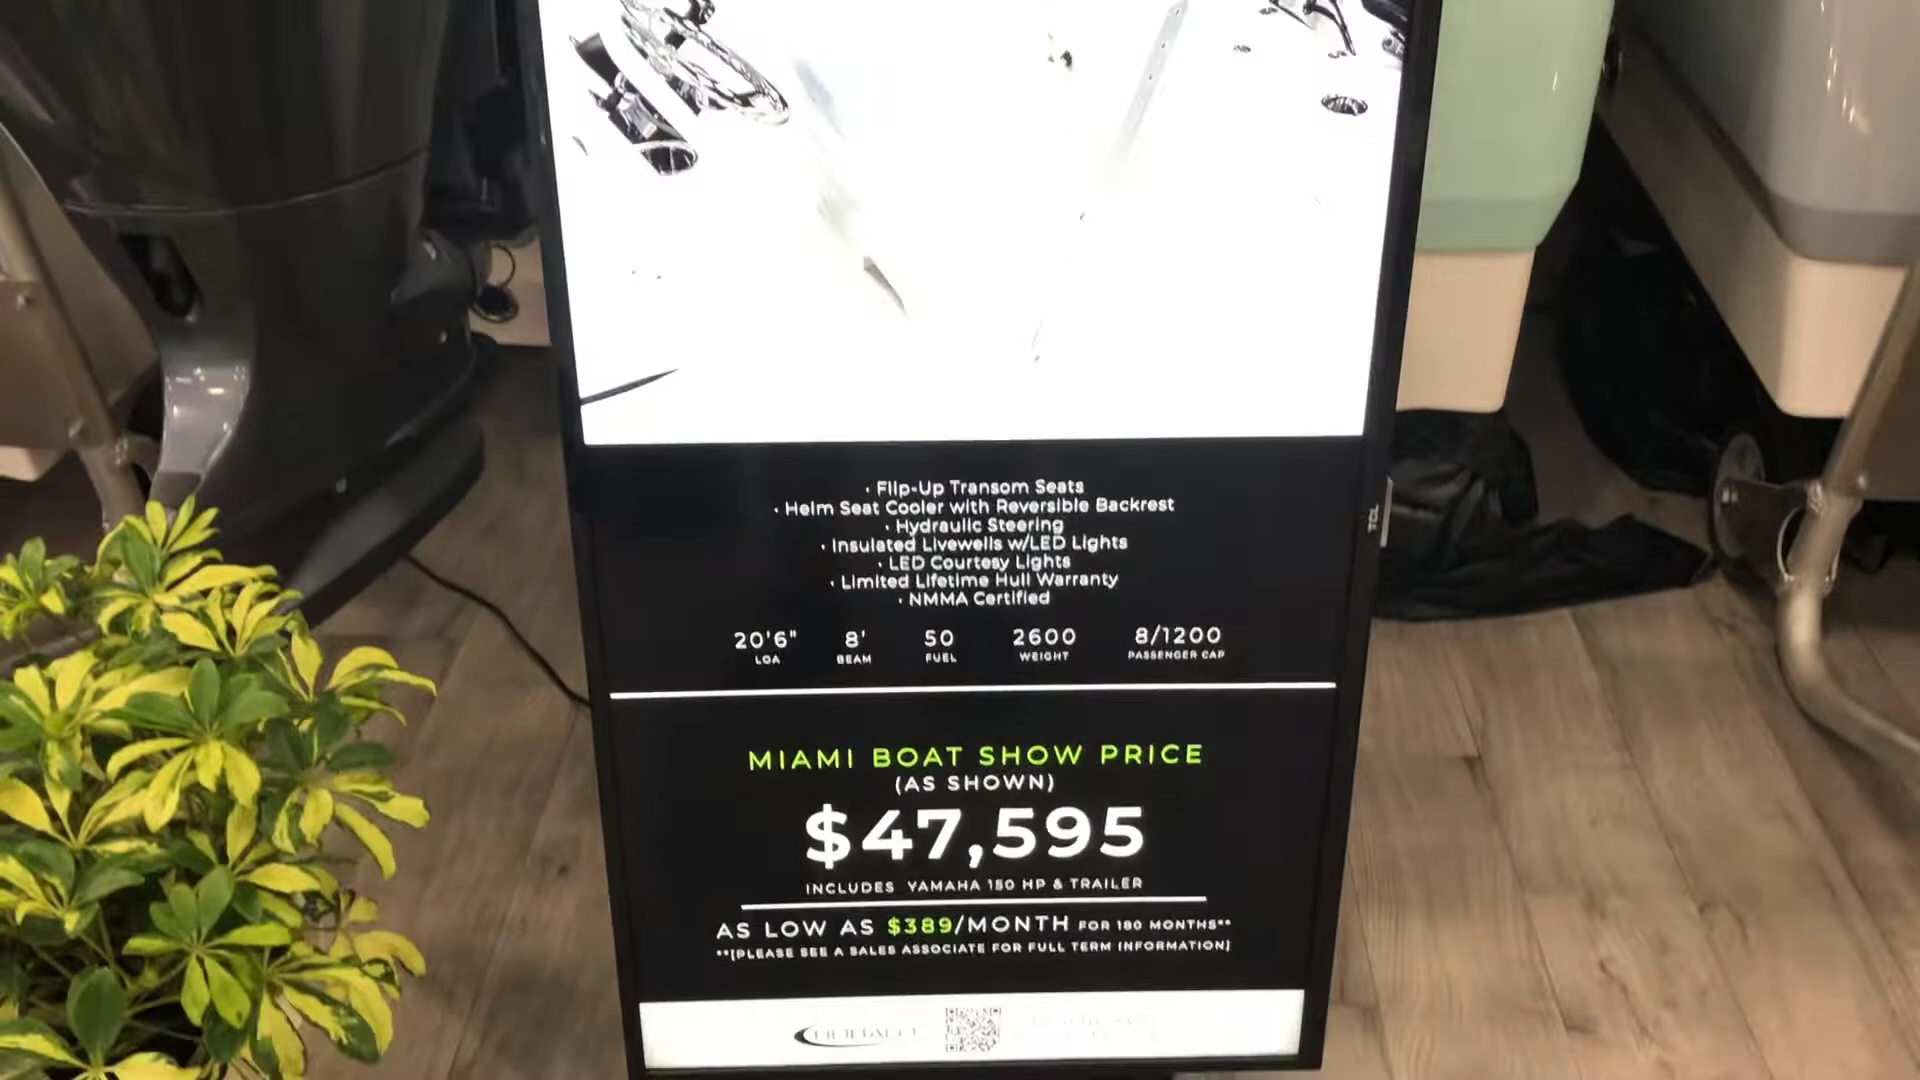 · Flip-Up Transom Seats
· Helm Seat Cooler with Reversible Backrest
· Hydraulic Steering
· Insulated Livewells w/LED Lights
· LED Courtesy Lights
· Limited Lifetime Hull Warranty
· NMMA Certified
20'6" 8' 50 2600 8/1200
LOA BEAM FUEL WEIGHT PASSENGER CAP
MIAMI BOAT SHOW PRICE
(AS SHOWN)
$47,595
INCLUDES YAMAHA 150 HP & TRAILER
AS LOW AS $389/MONTH FOR 180 MONTHS**
**[PLEASE SEE A SALES ASSOCIATE FOR FULL TERM INFORMATION]
TCL